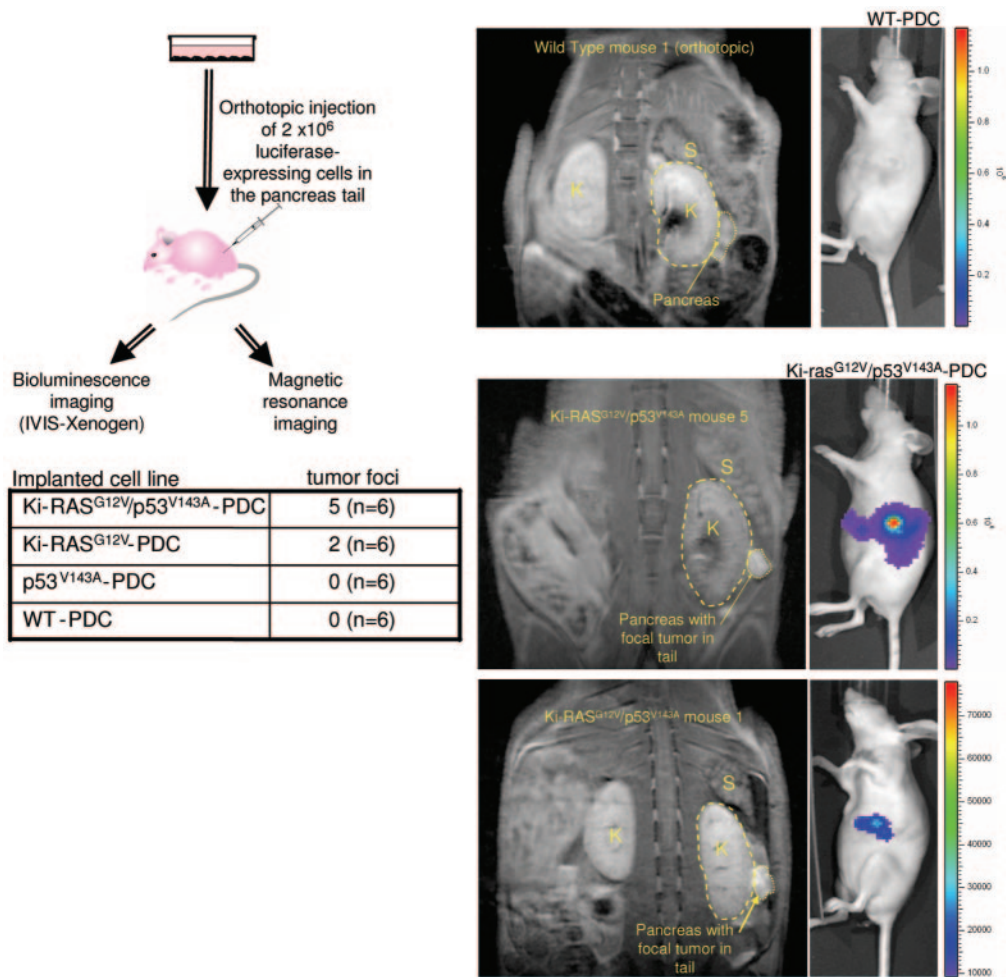 Orthotopic injection
of 2 x10⁶
luciferase-
expressing cells in
the pancreas tail
Bioluminescence
imaging
(IVIS-Xenogen)
Magnetic
resonance
imaging
Implanted cell line tumor foci
Ki-RASᴳ¹²ⱽ/p53ⱽ¹⁴³ᴬ-PDC 5 (n=6)
Ki-RASᴳ¹²ⱽ-PDC 2 (n=6)
p53ⱽ¹⁴³ᴬ-PDC 0 (n=6)
WT-PDC 0 (n=6)
Wild Type mouse 1 (orthotopic)
S
K
K
Pancreas
WT-PDC
1.0
0.8
0.6
0.4
0.2
Ki-RASᴳ¹²ⱽ/p53ⱽ¹⁴³ᴬ mouse 5
S
K
Pancreas with
focal tumor in
tail
Ki-rasᴳ¹²ⱽ/p53ⱽ¹⁴³ᴬ-PDC
1.0
0.8
0.6
0.4
0.2
Ki-RASᴳ¹²ⱽ/p53ⱽ¹⁴³ᴬ mouse 1
S
K
K
Pancreas with
focal tumor in
tail
70000
60000
50000
40000
30000
20000
10000